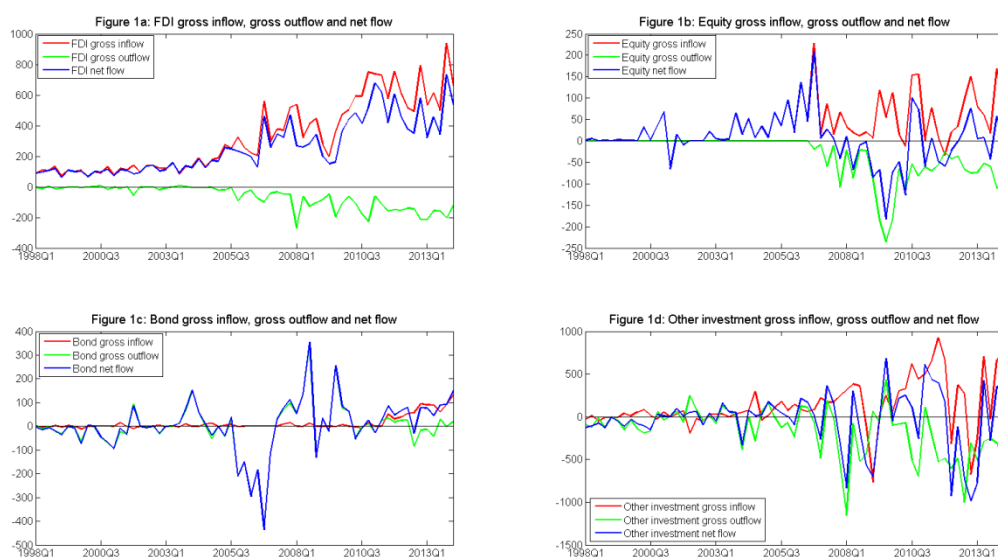 Figure 1a: FDI gross inflow, gross outflow and net flow
1000
800
600
400
200
0
-200
-400
FDI gross inflow
FDI gross outflow
FDI net flow
1998Q1 2000Q3 2003Q1 2005Q3 2008Q1 2010Q3 2013Q1
Figure 1b: Equity gross inflow, gross outflow and net flow
250
200
150
100
50
0
-50
-100
-150
-200
-250
Equity gross inflow
Equity gross outflow
Equity net flow
1998Q1 2000Q3 2003Q1 2005Q3 2008Q1 2010Q3 2013Q1
Figure 1c: Bond gross inflow, gross outflow and net flow
400
300
200
100
0
-100
-200
-300
-400
-500
Bond gross inflow
Bond gross outflow
Bond net flow
1998Q1 2000Q3 2003Q1 2005Q3 2008Q1 2010Q3 2013Q1
Figure 1d: Other investment gross inflow, gross outflow and net flow
1000
500
0
-500
-1000
-1500
Other investment gross inflow
Other investment gross outflow
Other investment net flow
1998Q1 2000Q3 2003Q1 2005Q3 2008Q1 2010Q3 2013Q1